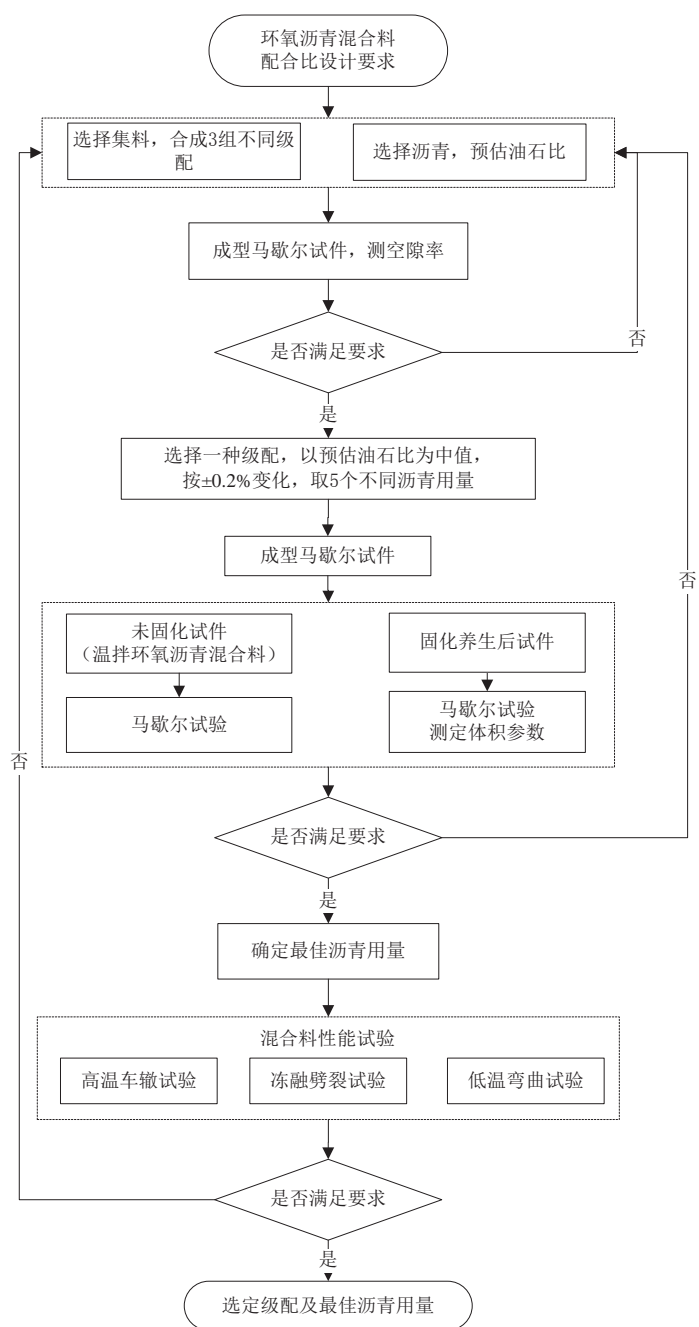 环氧沥青混合料
配合比设计要求
选择集料，合成3组不同级
配
选择沥青，预估油石比
成型马歇尔试件，测空隙率
是否满足要求
否
是
选择一种级配，以预估油石比为中值，
按±0.2%变化，取5个不同沥青用量
成型马歇尔试件
否
未固化试件
（温拌环氧沥青混合料）
固化养生后试件
马歇尔试验
马歇尔试验
测定体积参数
否
是否满足要求
是
确定最佳沥青用量
混合料性能试验
高温车辙试验
冻融劈裂试验
低温弯曲试验
是否满足要求
是
选定级配及最佳沥青用量